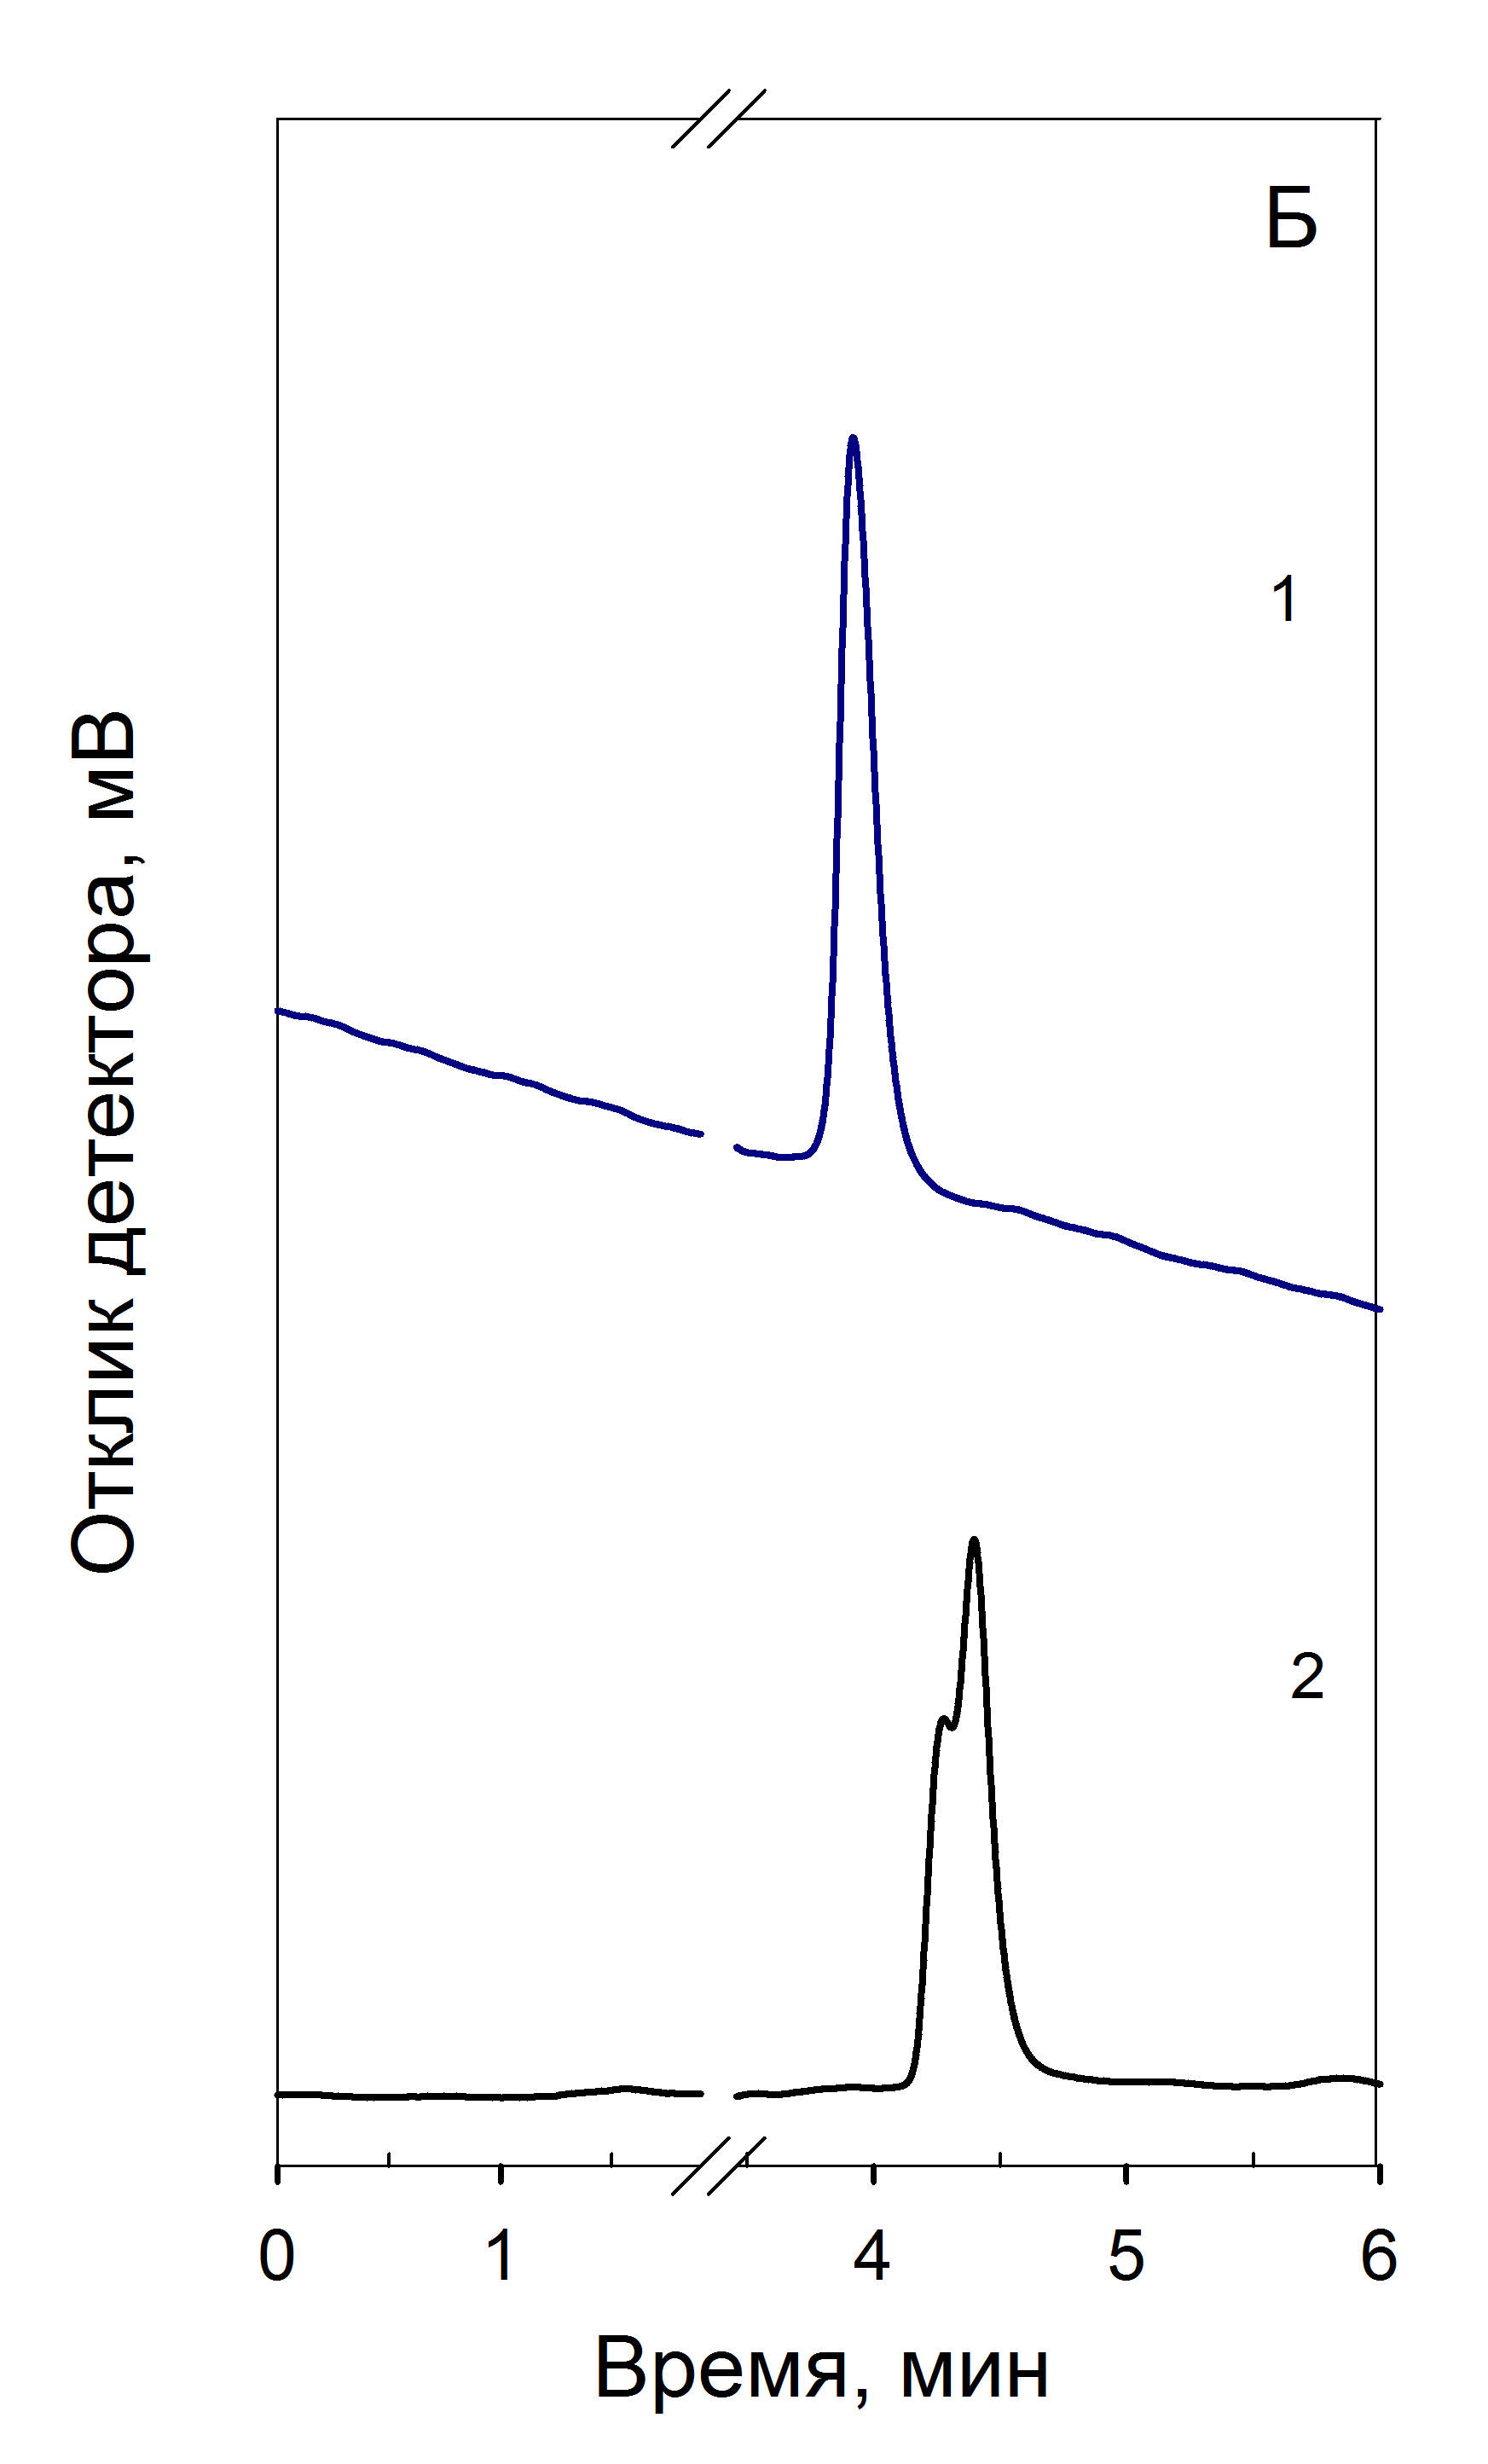 Б
1
Отклик детектора, мВ
2
0 1 4 5 6
Время, мин